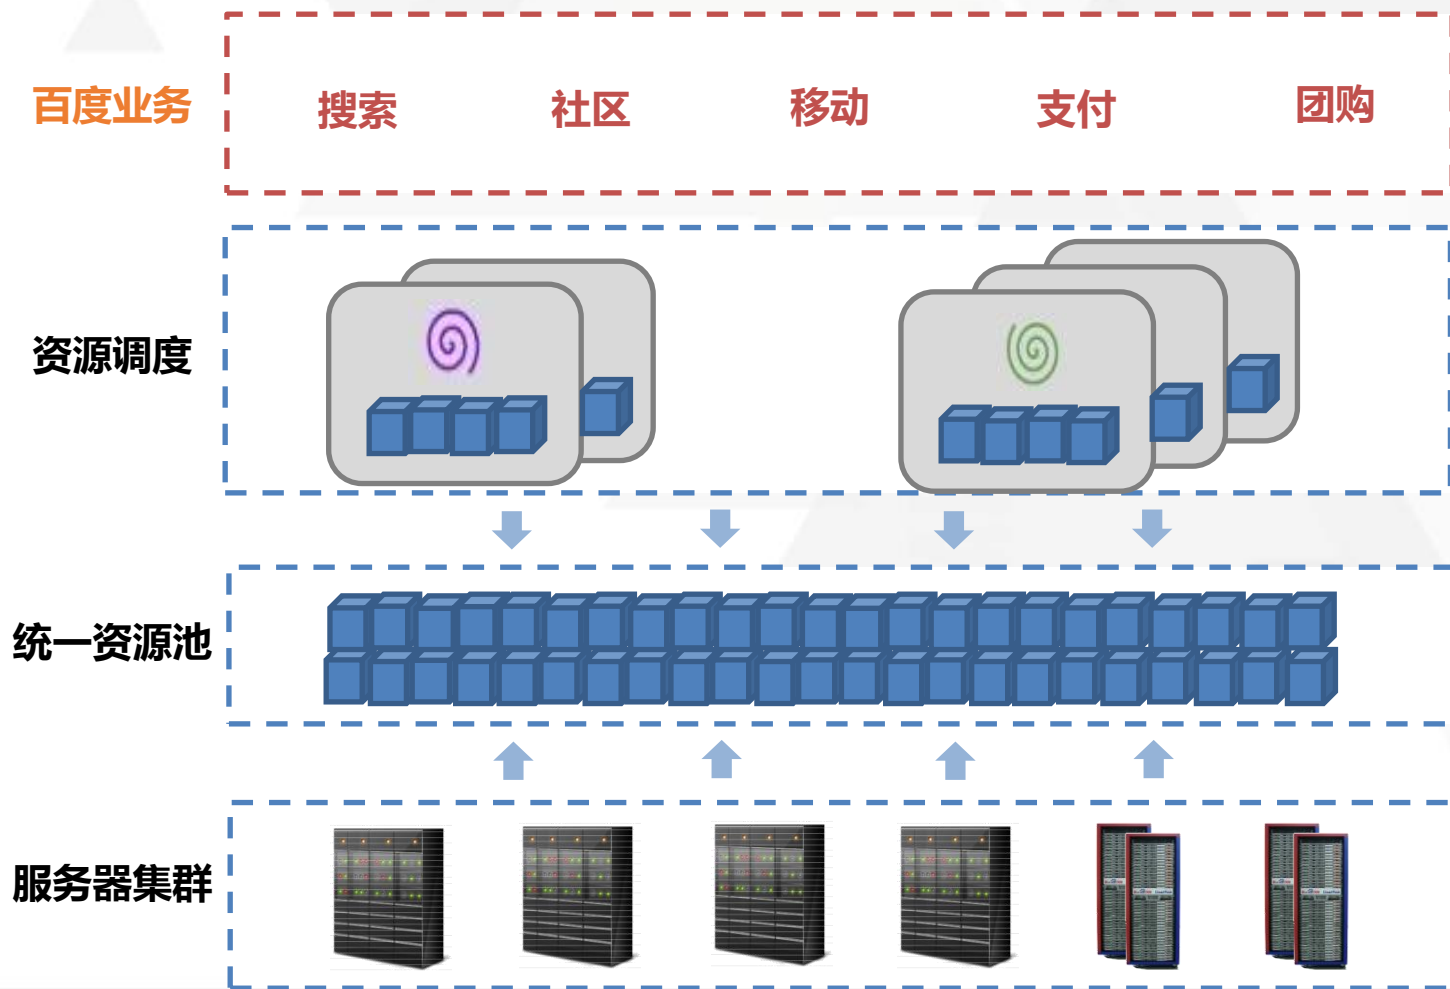 百度业务
搜索
社区
移动
支付
团购
资源调度
统一资源池
服务器集群